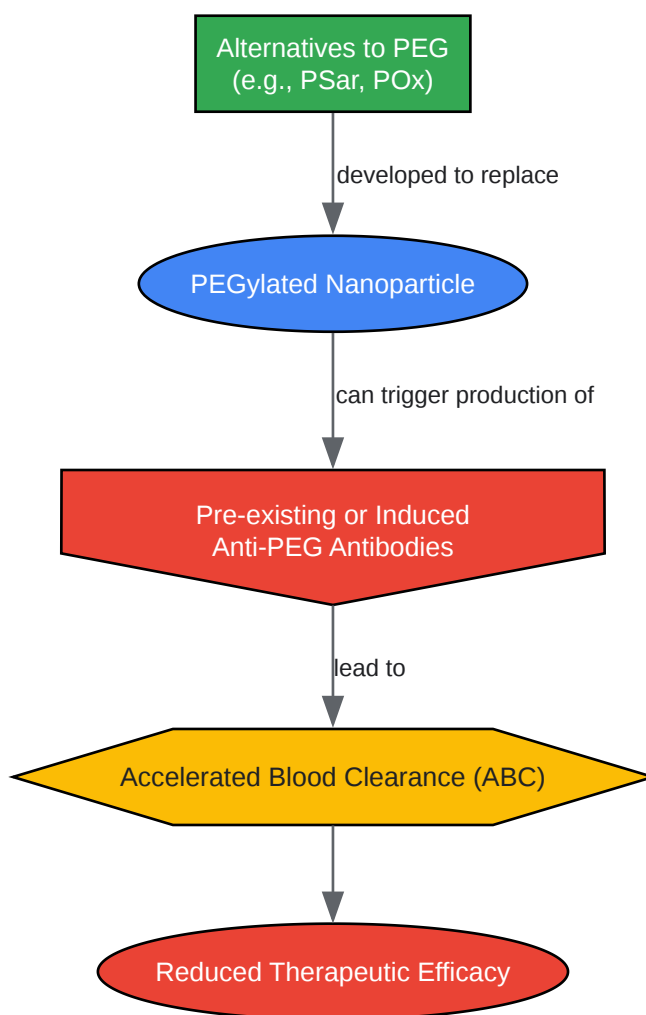 Alternatives to PEG
(e.g., PSar, POx)
developed to replace
PEGylated Nanoparticle
can trigger production of
Pre-existing or Induced
Anti-PEG Antibodies
lead to
Accelerated Blood Clearance (ABC)
Reduced Therapeutic Efficacy